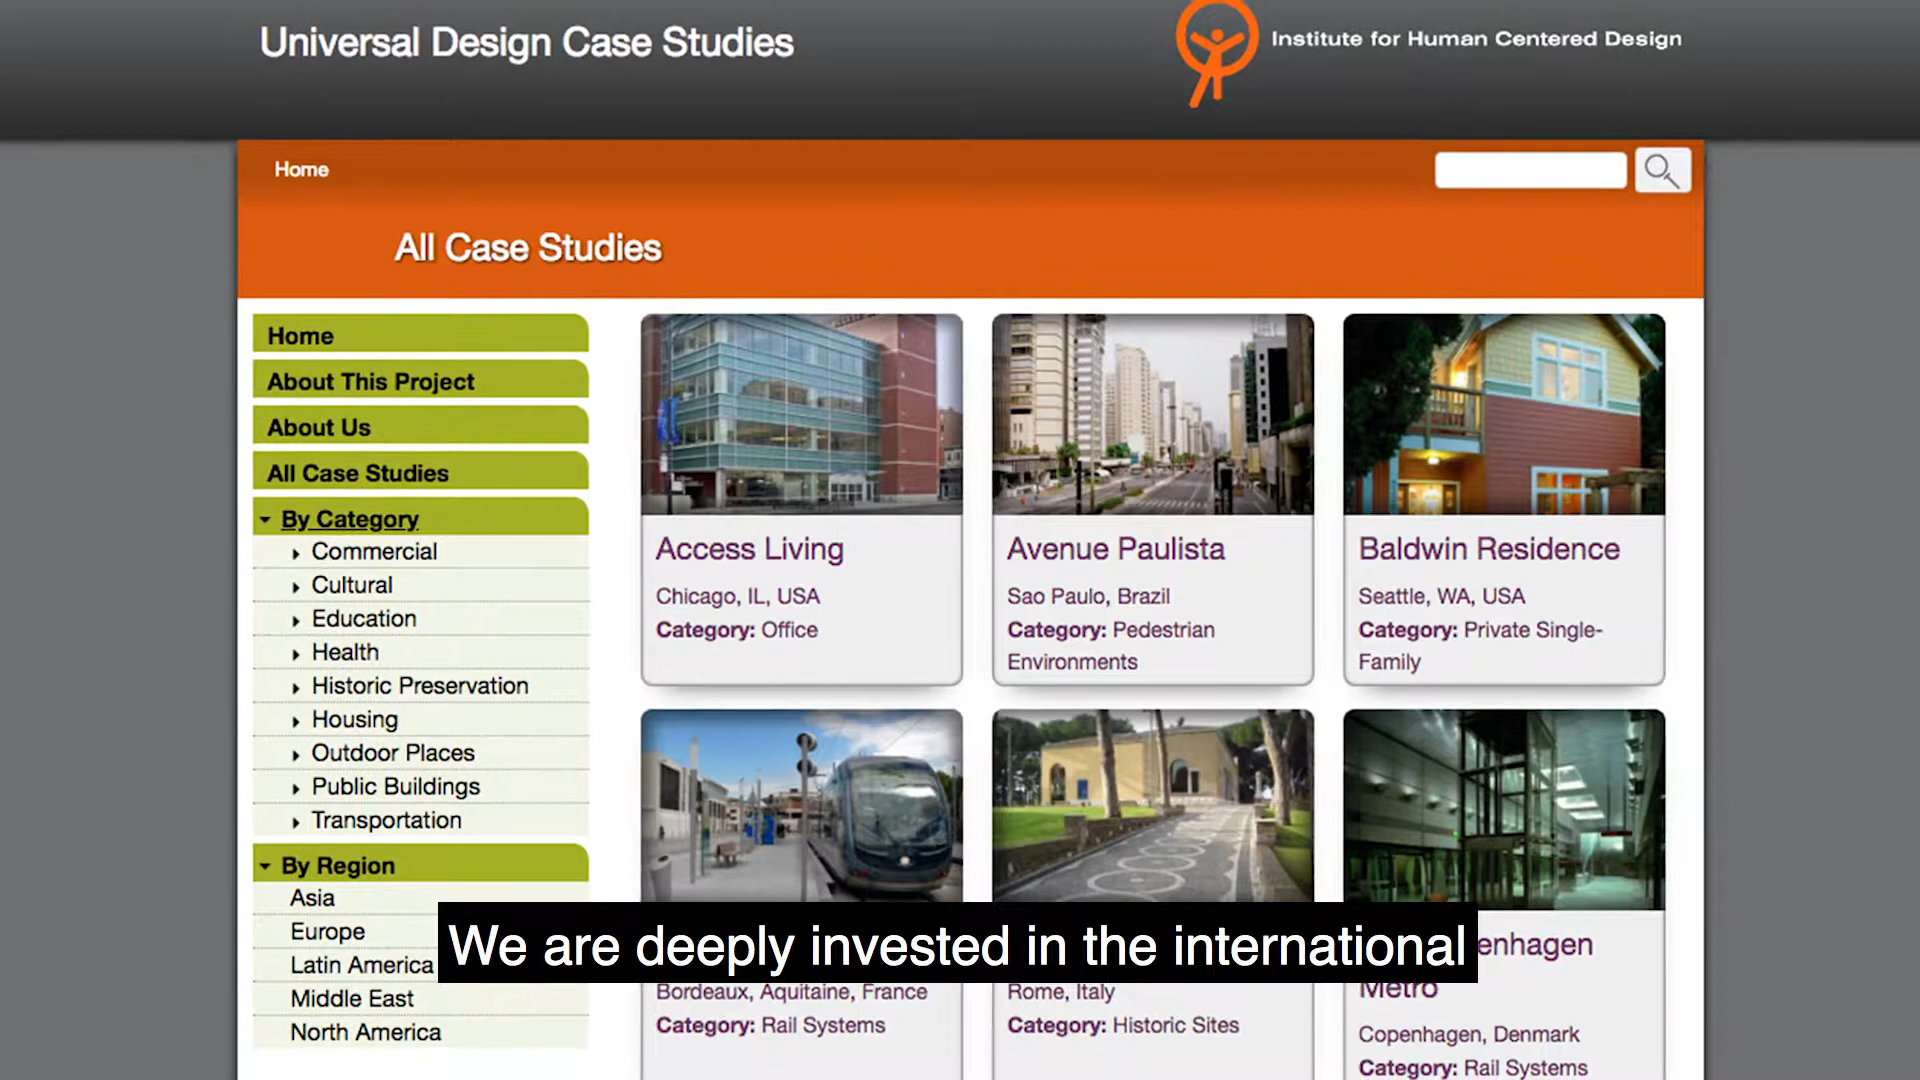 Universal Design Case Studies
Institute for Human Centered Design
Home
All Case Studies
Home
About This Project
About Us
All Case Studies
By Category
Commercial
Cultural
Education
Health
Historic Preservation
Housing
Outdoor Places
Public Buildings
Transportation
By Region
Asia
Europe
Latin America
Middle East
North America
Access Living
Chicago, IL, USA
Category: Office
Avenue Paulista
Sao Paulo, Brazil
Category: Pedestrian
Environments
Baldwin Residence
Seattle, WA, USA
Category: Private Single-
Family
Bordeaux, Aquitaine, France
Category: Rail Systems
Rome, Italy
Category: Historic Sites
enhagen
Metro
Copenhagen, Denmark
Category: Rail Systems
We are deeply invested in the international